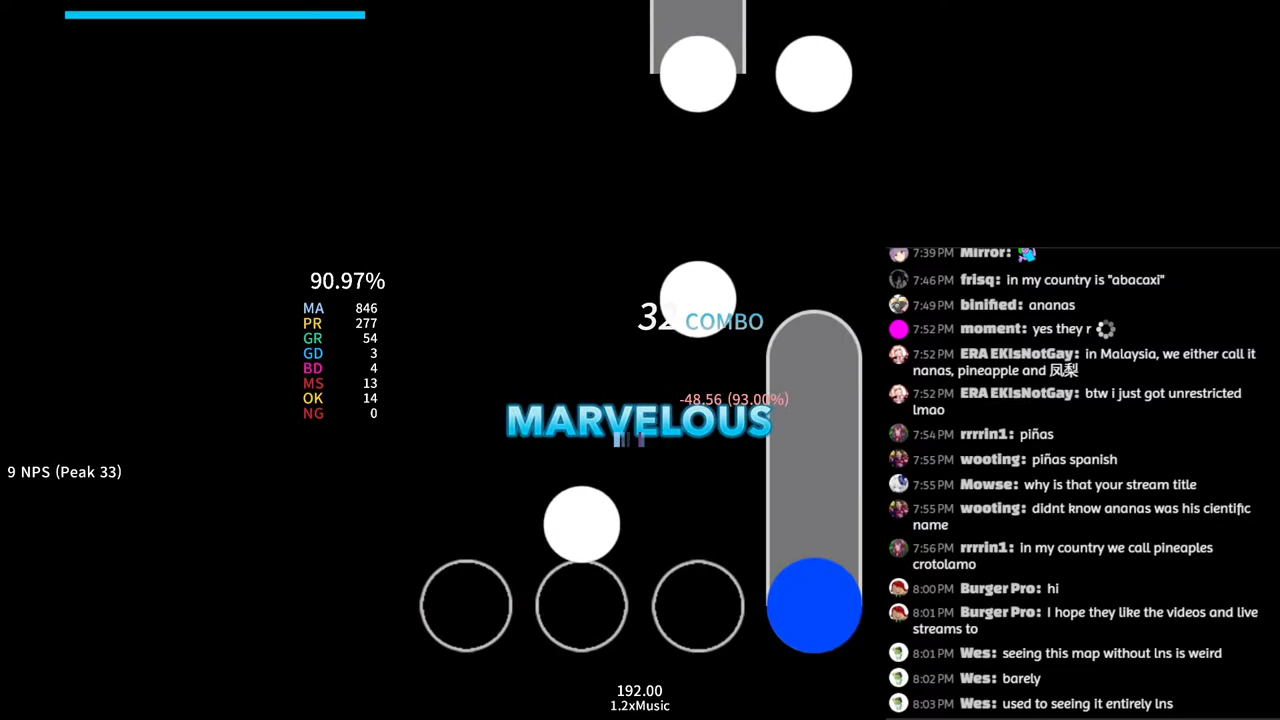 90.97%
MA 846
PR 277
GR 54
GD 3
BD 4
MS 13
OK 14
NG 0
9 NPS (Peak 33)
32 COMBO
-48.56 (93.00%)
MARVELOUS
192.00
1.2xMusic
7:39 PM Mirror:
7:46 PM frisq: in my country is "abacaxi"
7:49 PM binified: ananas
7:52 PM moment: yes they r
7:52 PM ERA EKIsNotGay: in Malaysia, we either call it
nanas, pineapple and 凤梨
7:52 PM ERA EKIsNotGay: btw i just got unrestricted
lmao
7:54 PM rrrrin1: piñas
7:55 PM wooting: piñas spanish
7:55 PM Mowse: why is that your stream title
7:55 PM wooting: didnt know ananas was his cientific
name
7:56 PM rrrrin1: in my country we call pineaples
crotolamo
8:00 PM Burger Pro: hi
8:01 PM Burger Pro: I hope they like the videos and live
streams to
8:01 PM Wes: seeing this map without lns is weird
8:02 PM Wes: barely
8:03 PM Wes: used to seeing it entirely lns